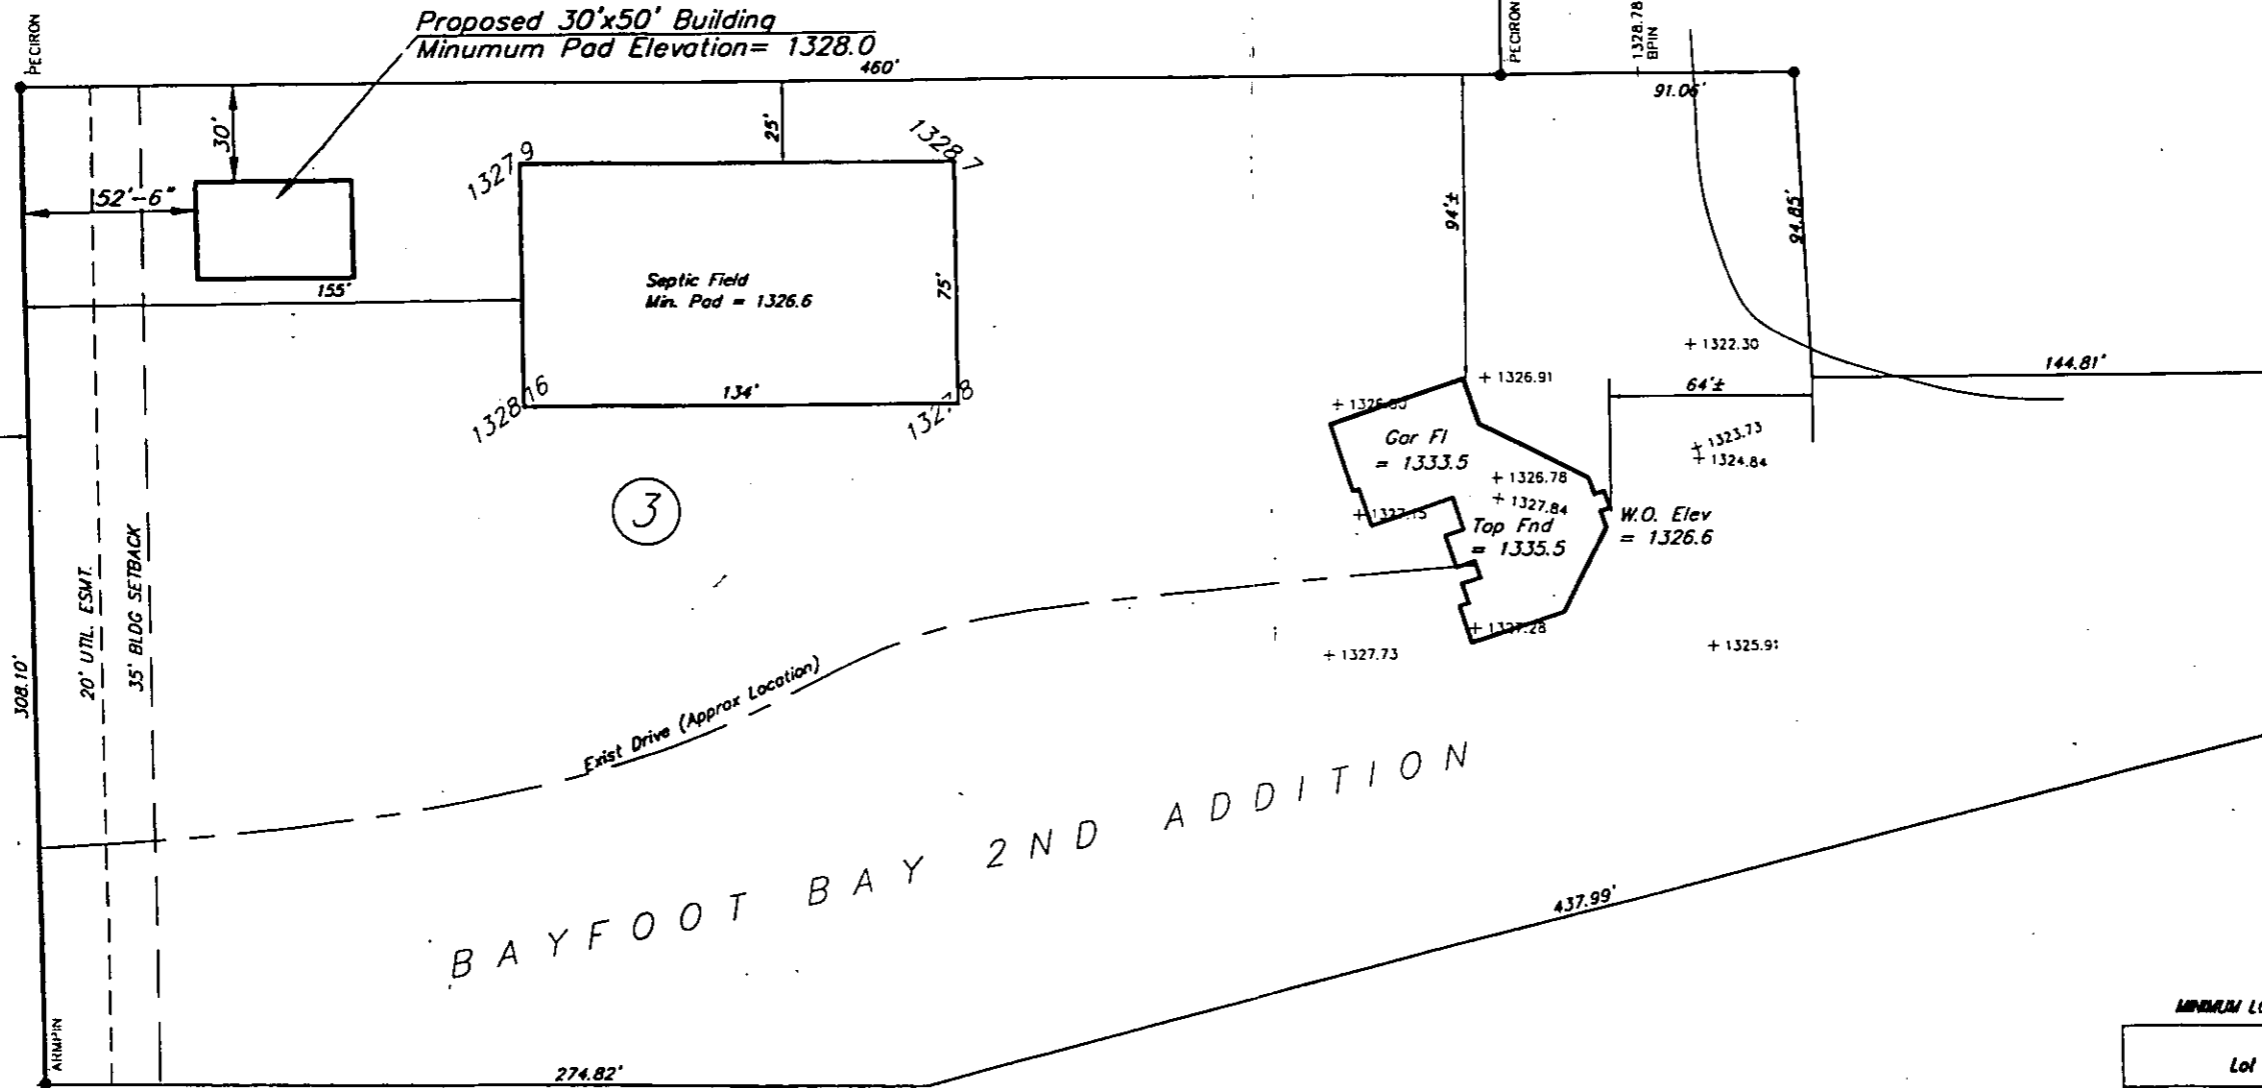 PECIRON
Proposed 30'x50' Building
Minumum Pad Elevation= 1328.0
460'
PECIRON
1328.78
BPIN
91.06'
30'
25'
1327.9
1328.7
52'-6"
94'±
94.85'
155'
Septic Field
Min. Pad = 1326.6
75'
134'
1328.16
+ 1322.30
144.81'
64'±
+ 1326.91
Gar Fl
= 1333.5
+ 1323.73
+ 1324.84
+ 1326.78
+ 1327.84
3
+ 1327.15
Top Fnd
= 1335.5
W.O. Elev
= 1326.6
20' UTIL. ESMT.
35' BLDG SETBACK
308.10'
+ 1327.28
+ 1327.73
Exist Drive (Approx Location)
BAYFOOT BAY 2ND ADDITION
437.99'
ARMPIN
274.82'
Lot